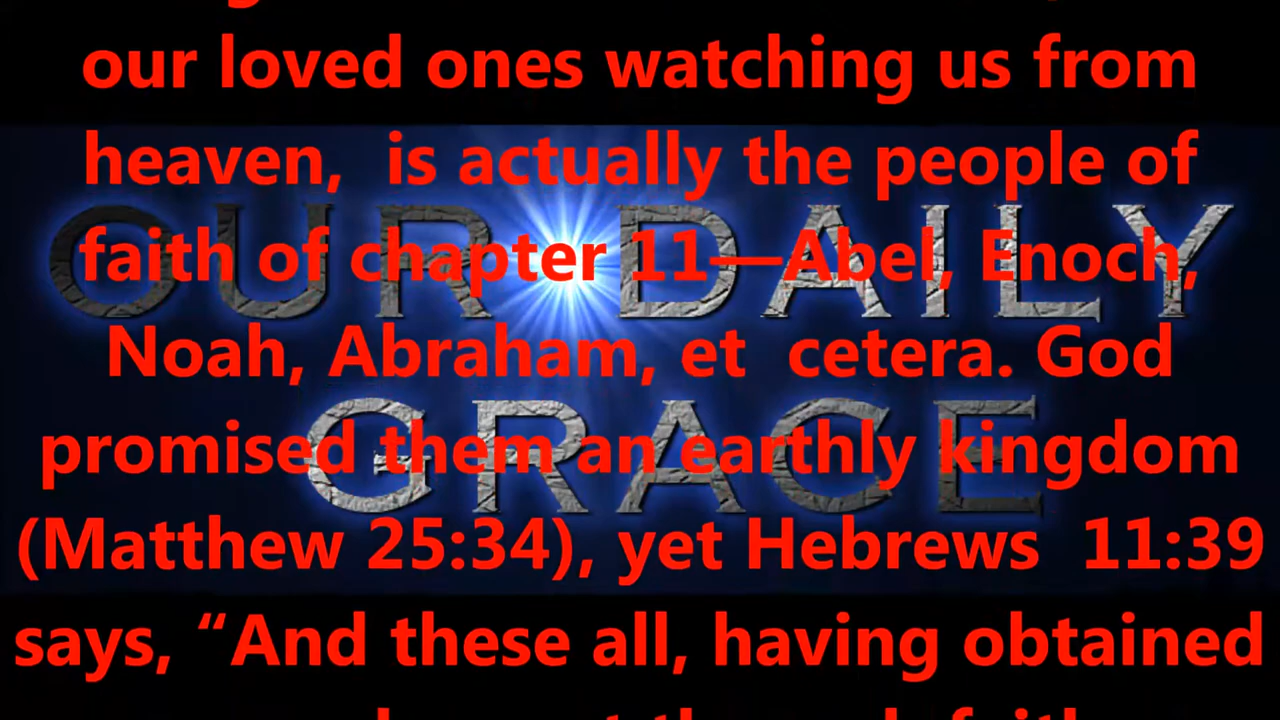 our loved ones watching us from
heaven, is actually the people of
faith of chapter 11—Abel, Enoch,
Noah, Abraham, et cetera. God
promised them an earthly kingdom
(Matthew 25:34), yet Hebrews 11:39
says, “And these all, having obtained
OUR DAILY
GRACE